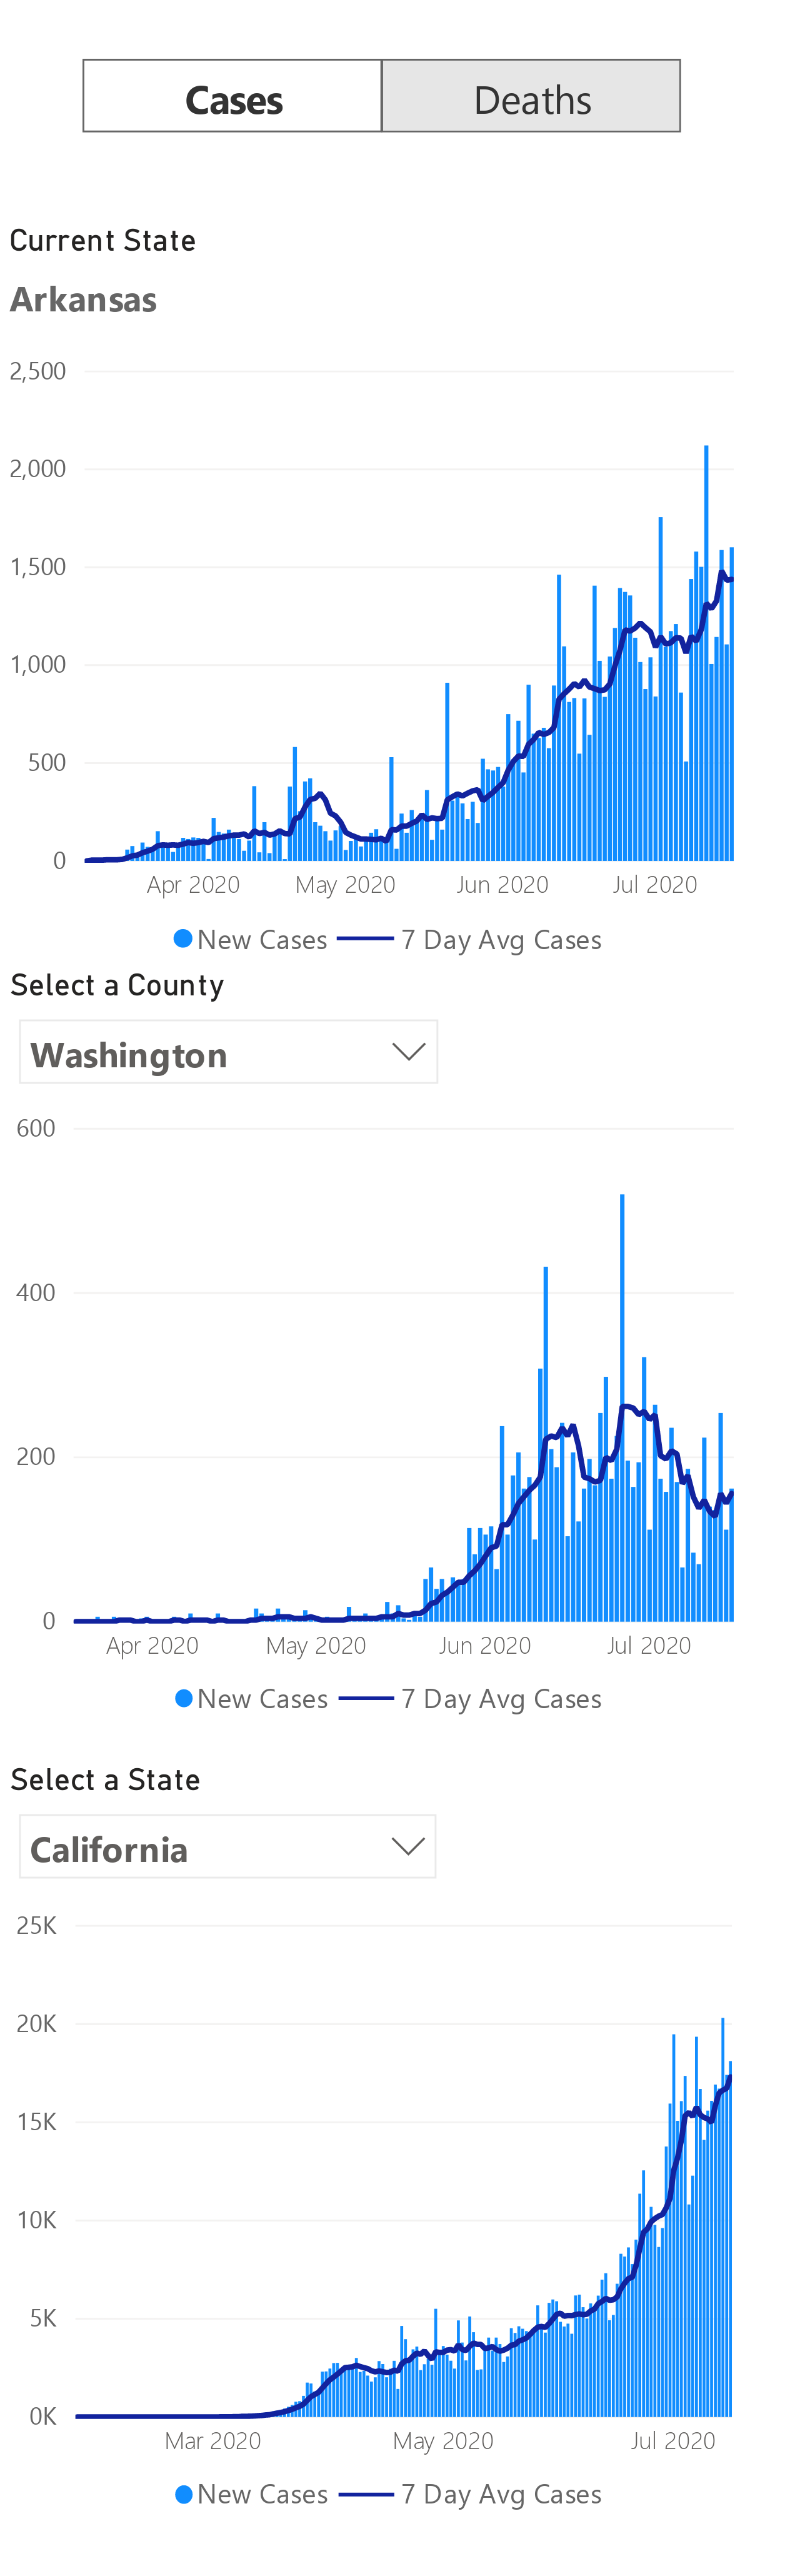 Cases Deaths
Current State
Arkansas
2,500
2,000
1,500
1,000
500
0
Apr 2020 May 2020 Jun 2020 Jul 2020
New Cases 7 Day Avg Cases
Select a County
Washington
600
400
200
0
Apr 2020 May 2020 Jun 2020 Jul 2020
New Cases 7 Day Avg Cases
Select a State
California
25K
20K
15K
10K
5K
0K
Mar 2020 May 2020 Jul 2020
New Cases 7 Day Avg Cases